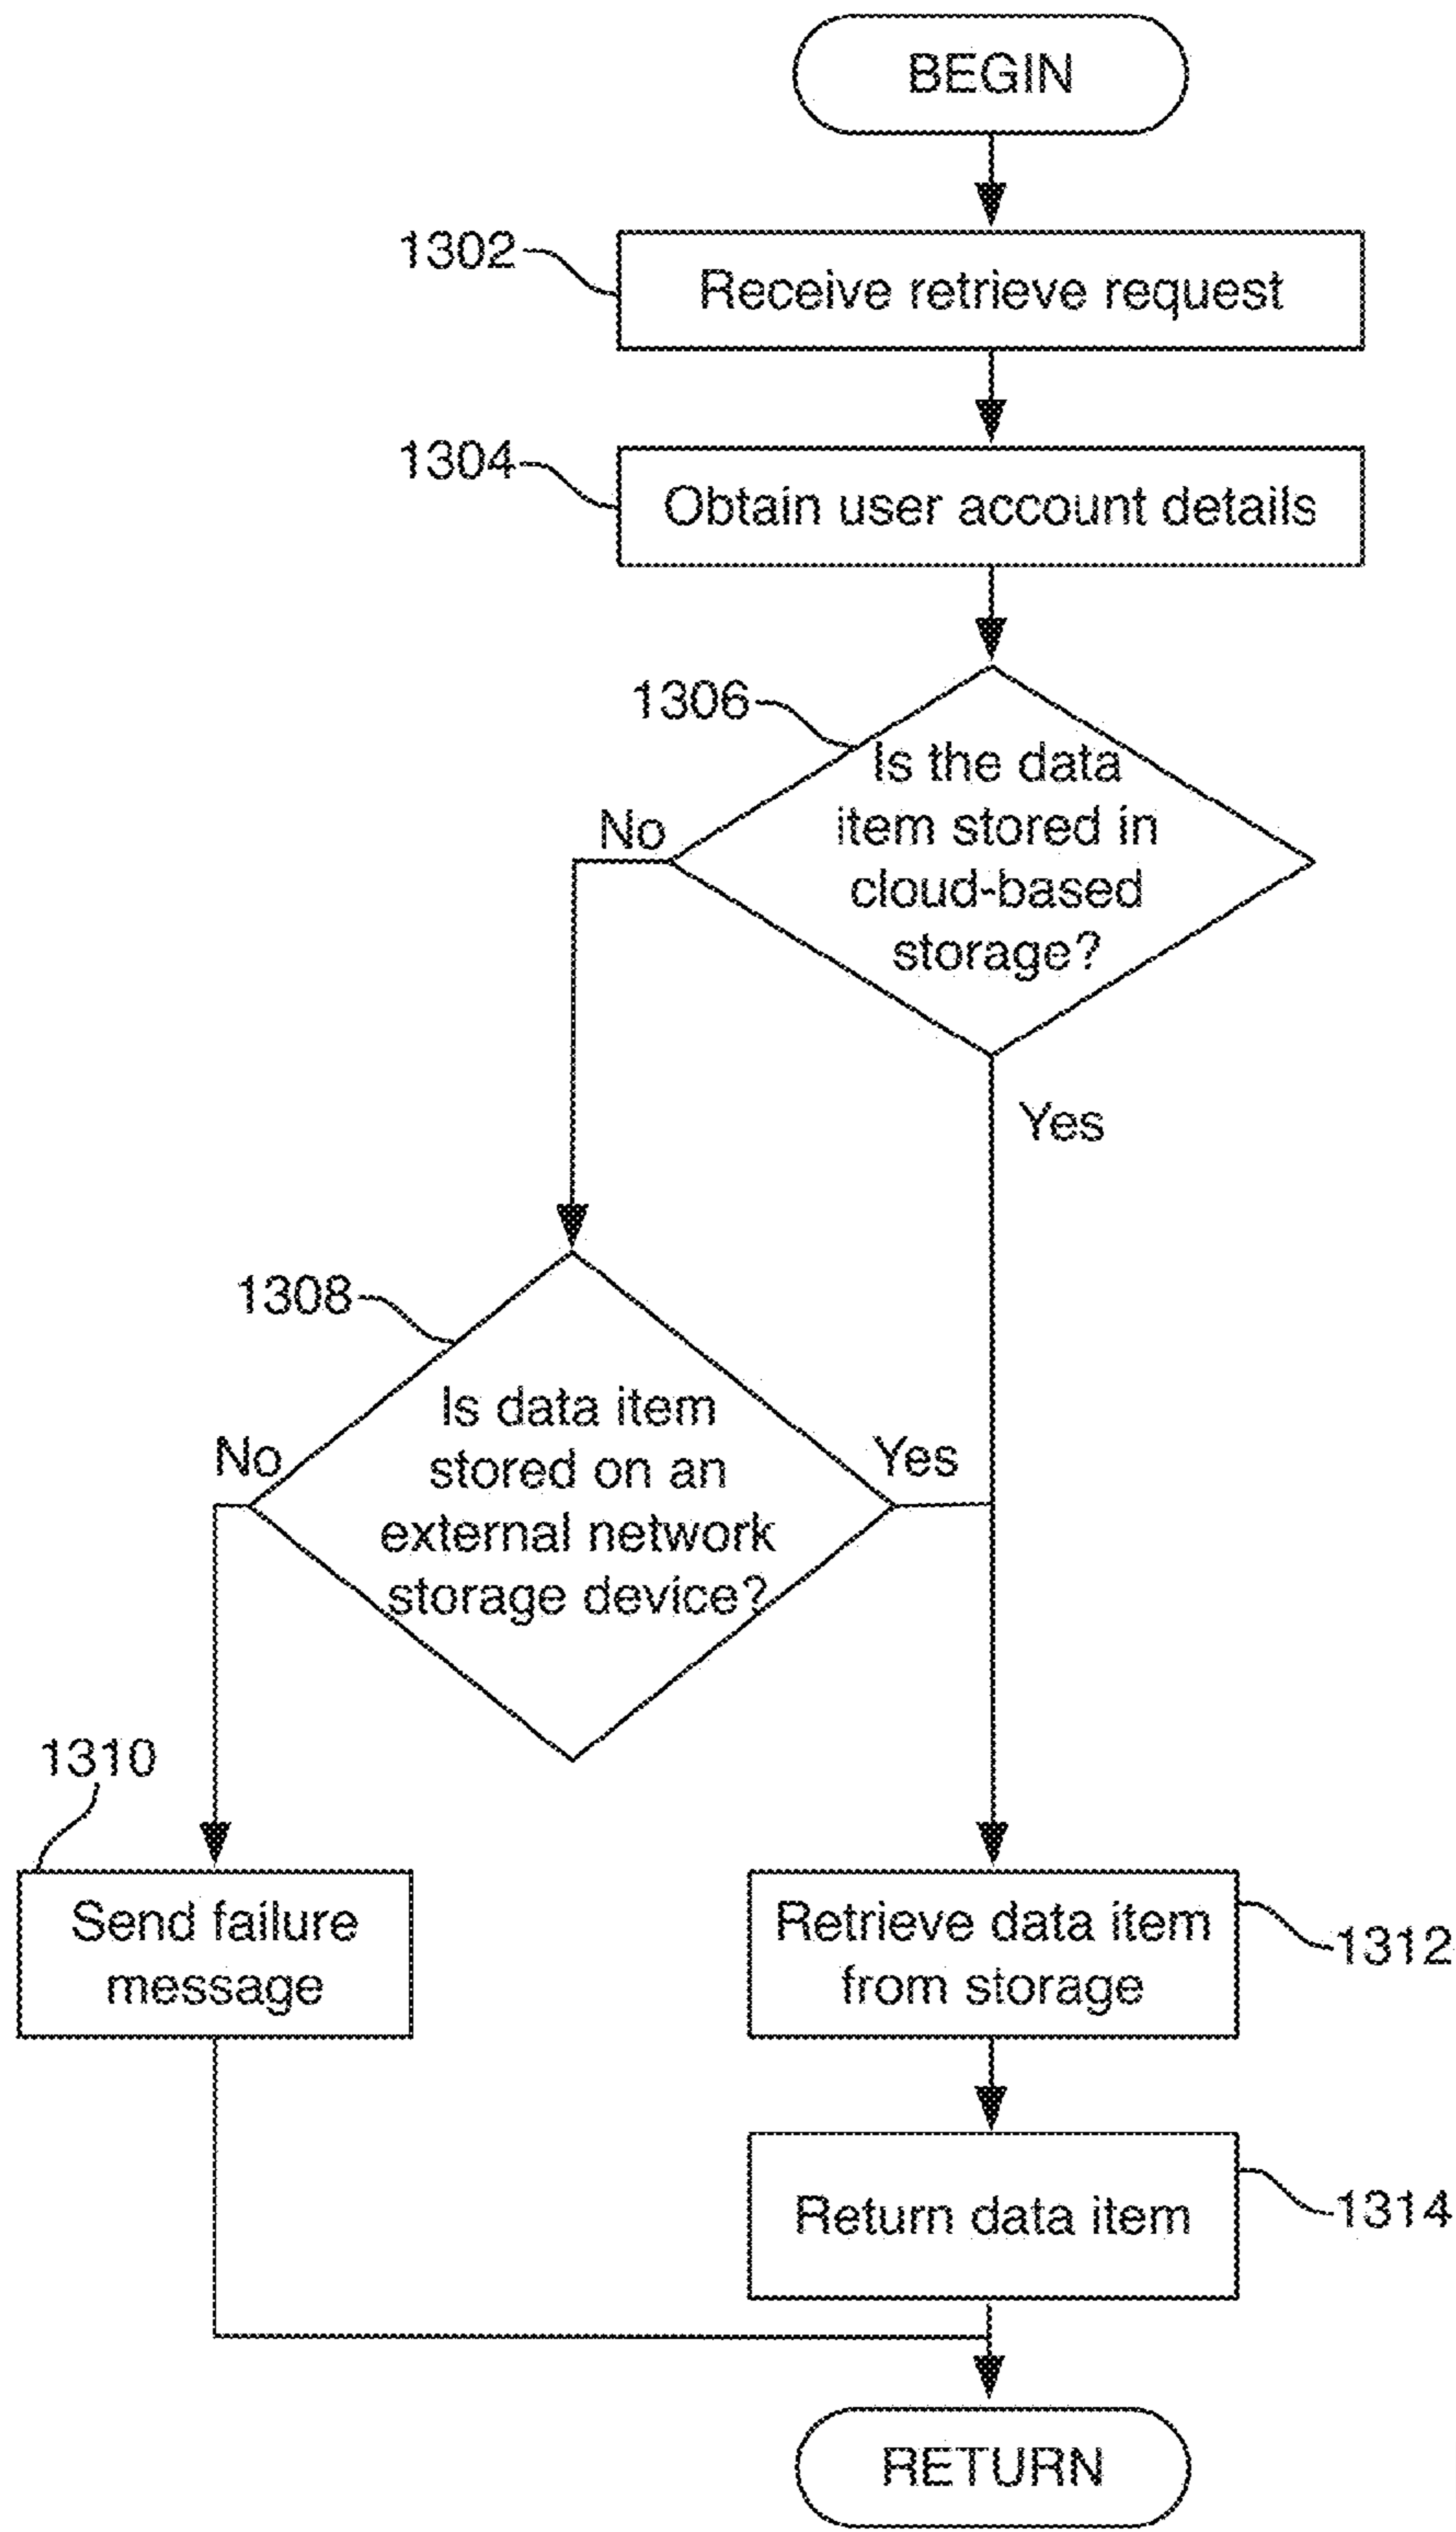 BEGIN
1302
Receive retrieve request
1304
Obtain user account details
1306
Is the data
item stored in
cloud-based
storage?
No
Yes
1308
Is data item
stored on an
external network
storage device?
No
Yes
1310
Send failure
message
Retrieve data item
from storage
1312
Return data item
1314
RETURN